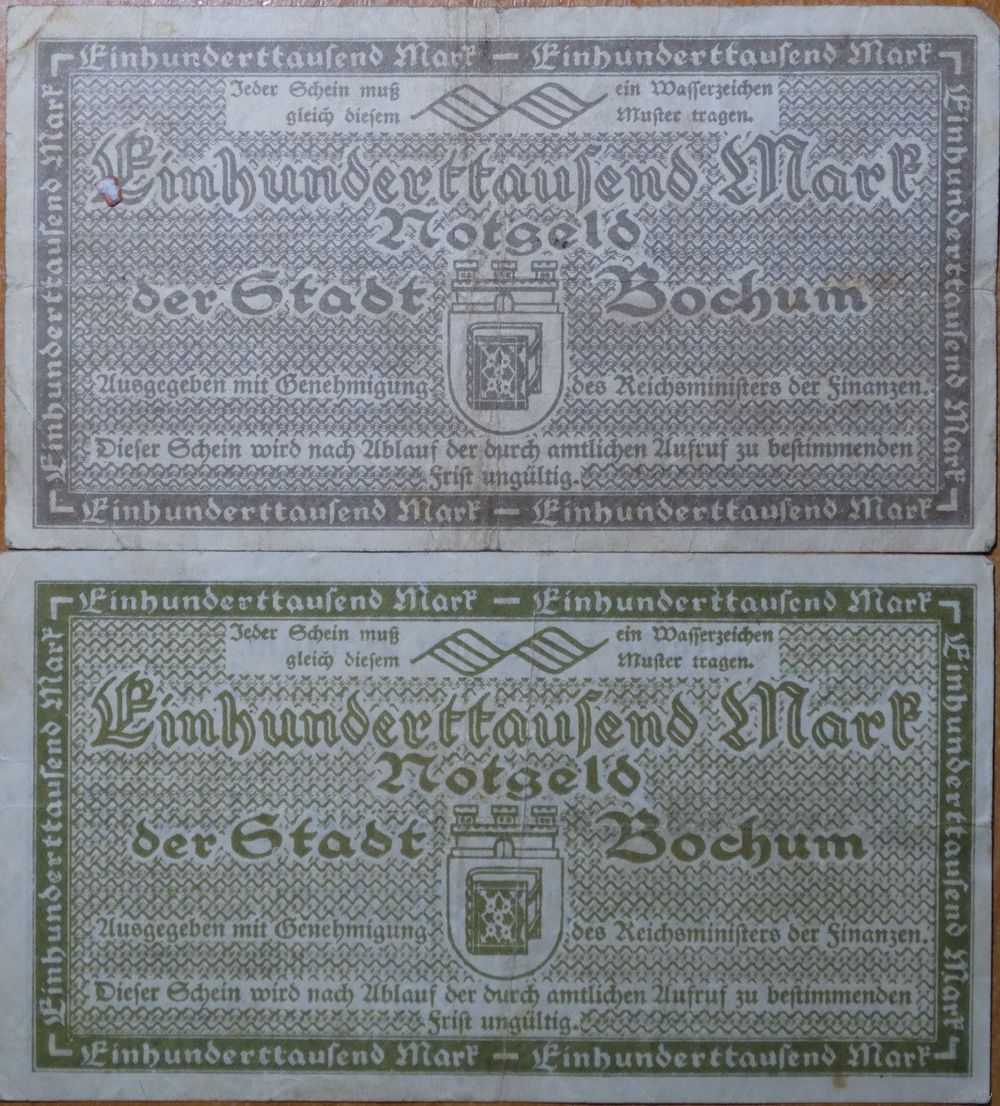 Einhunderttausend Mark — Einhunderttausend Mark
Einhunderttausend Mark
Einhunderttausend Mark
Jeder Schein muß ein Wasserzeichen
gleich diesem Muster tragen.
Einhunderttausend Mark
Notgeld
der Stadt Bochum
Ausgegeben mit Genehmigung des Reichsministers der Finanzen.
Dieser Schein wird nach Ablauf der durch amtlichen Aufruf zu bestimmenden
Frist ungültig.
Einhunderttausend Mark — Einhunderttausend Mark
Einhunderttausend Mark — Einhunderttausend Mark
Einhunderttausend Mark
Einhunderttausend Mark
Jeder Schein muß ein Wasserzeichen
gleich diesem Muster tragen.
Einhunderttausend Mark
Notgeld
der Stadt Bochum
Ausgegeben mit Genehmigung des Reichsministers der Finanzen.
Dieser Schein wird nach Ablauf der durch amtlichen Aufruf zu bestimmenden
Frist ungültig.
Einhunderttausend Mark — Einhunderttausend Mark